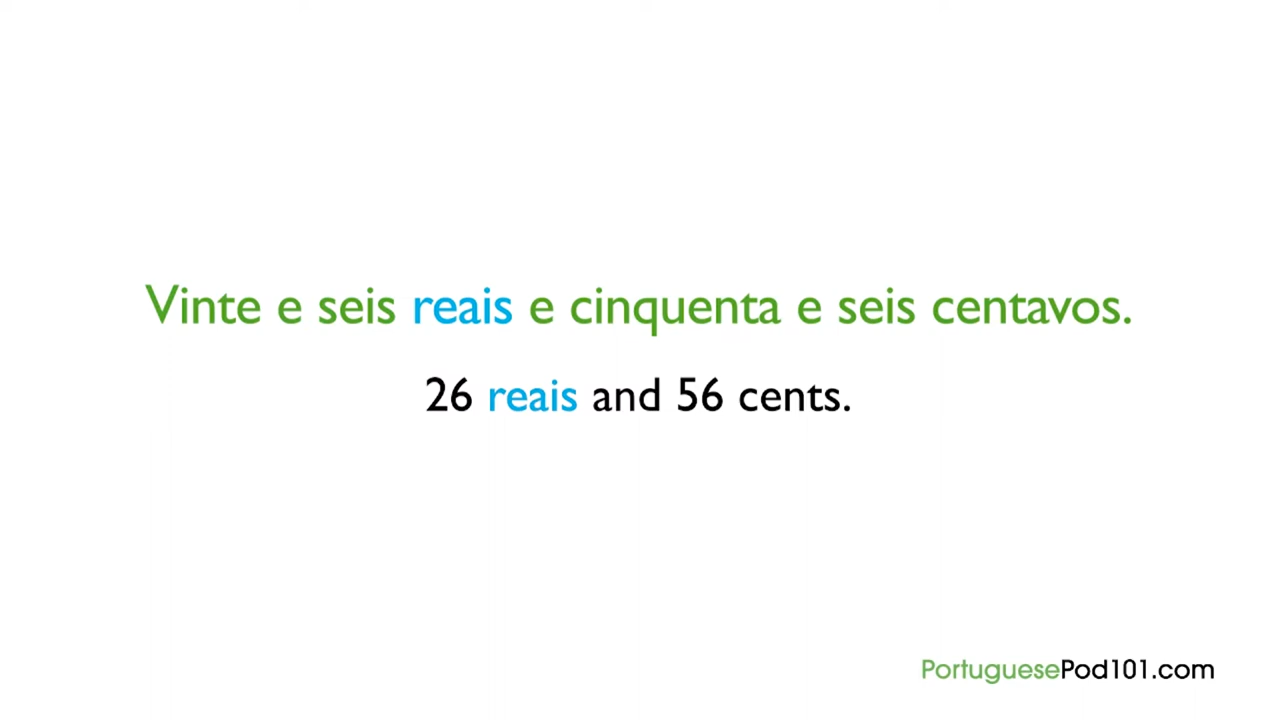 Vinte e seis reais e cinquenta e seis centavos.
26 reais and 56 cents.
PortuguesePod101.com